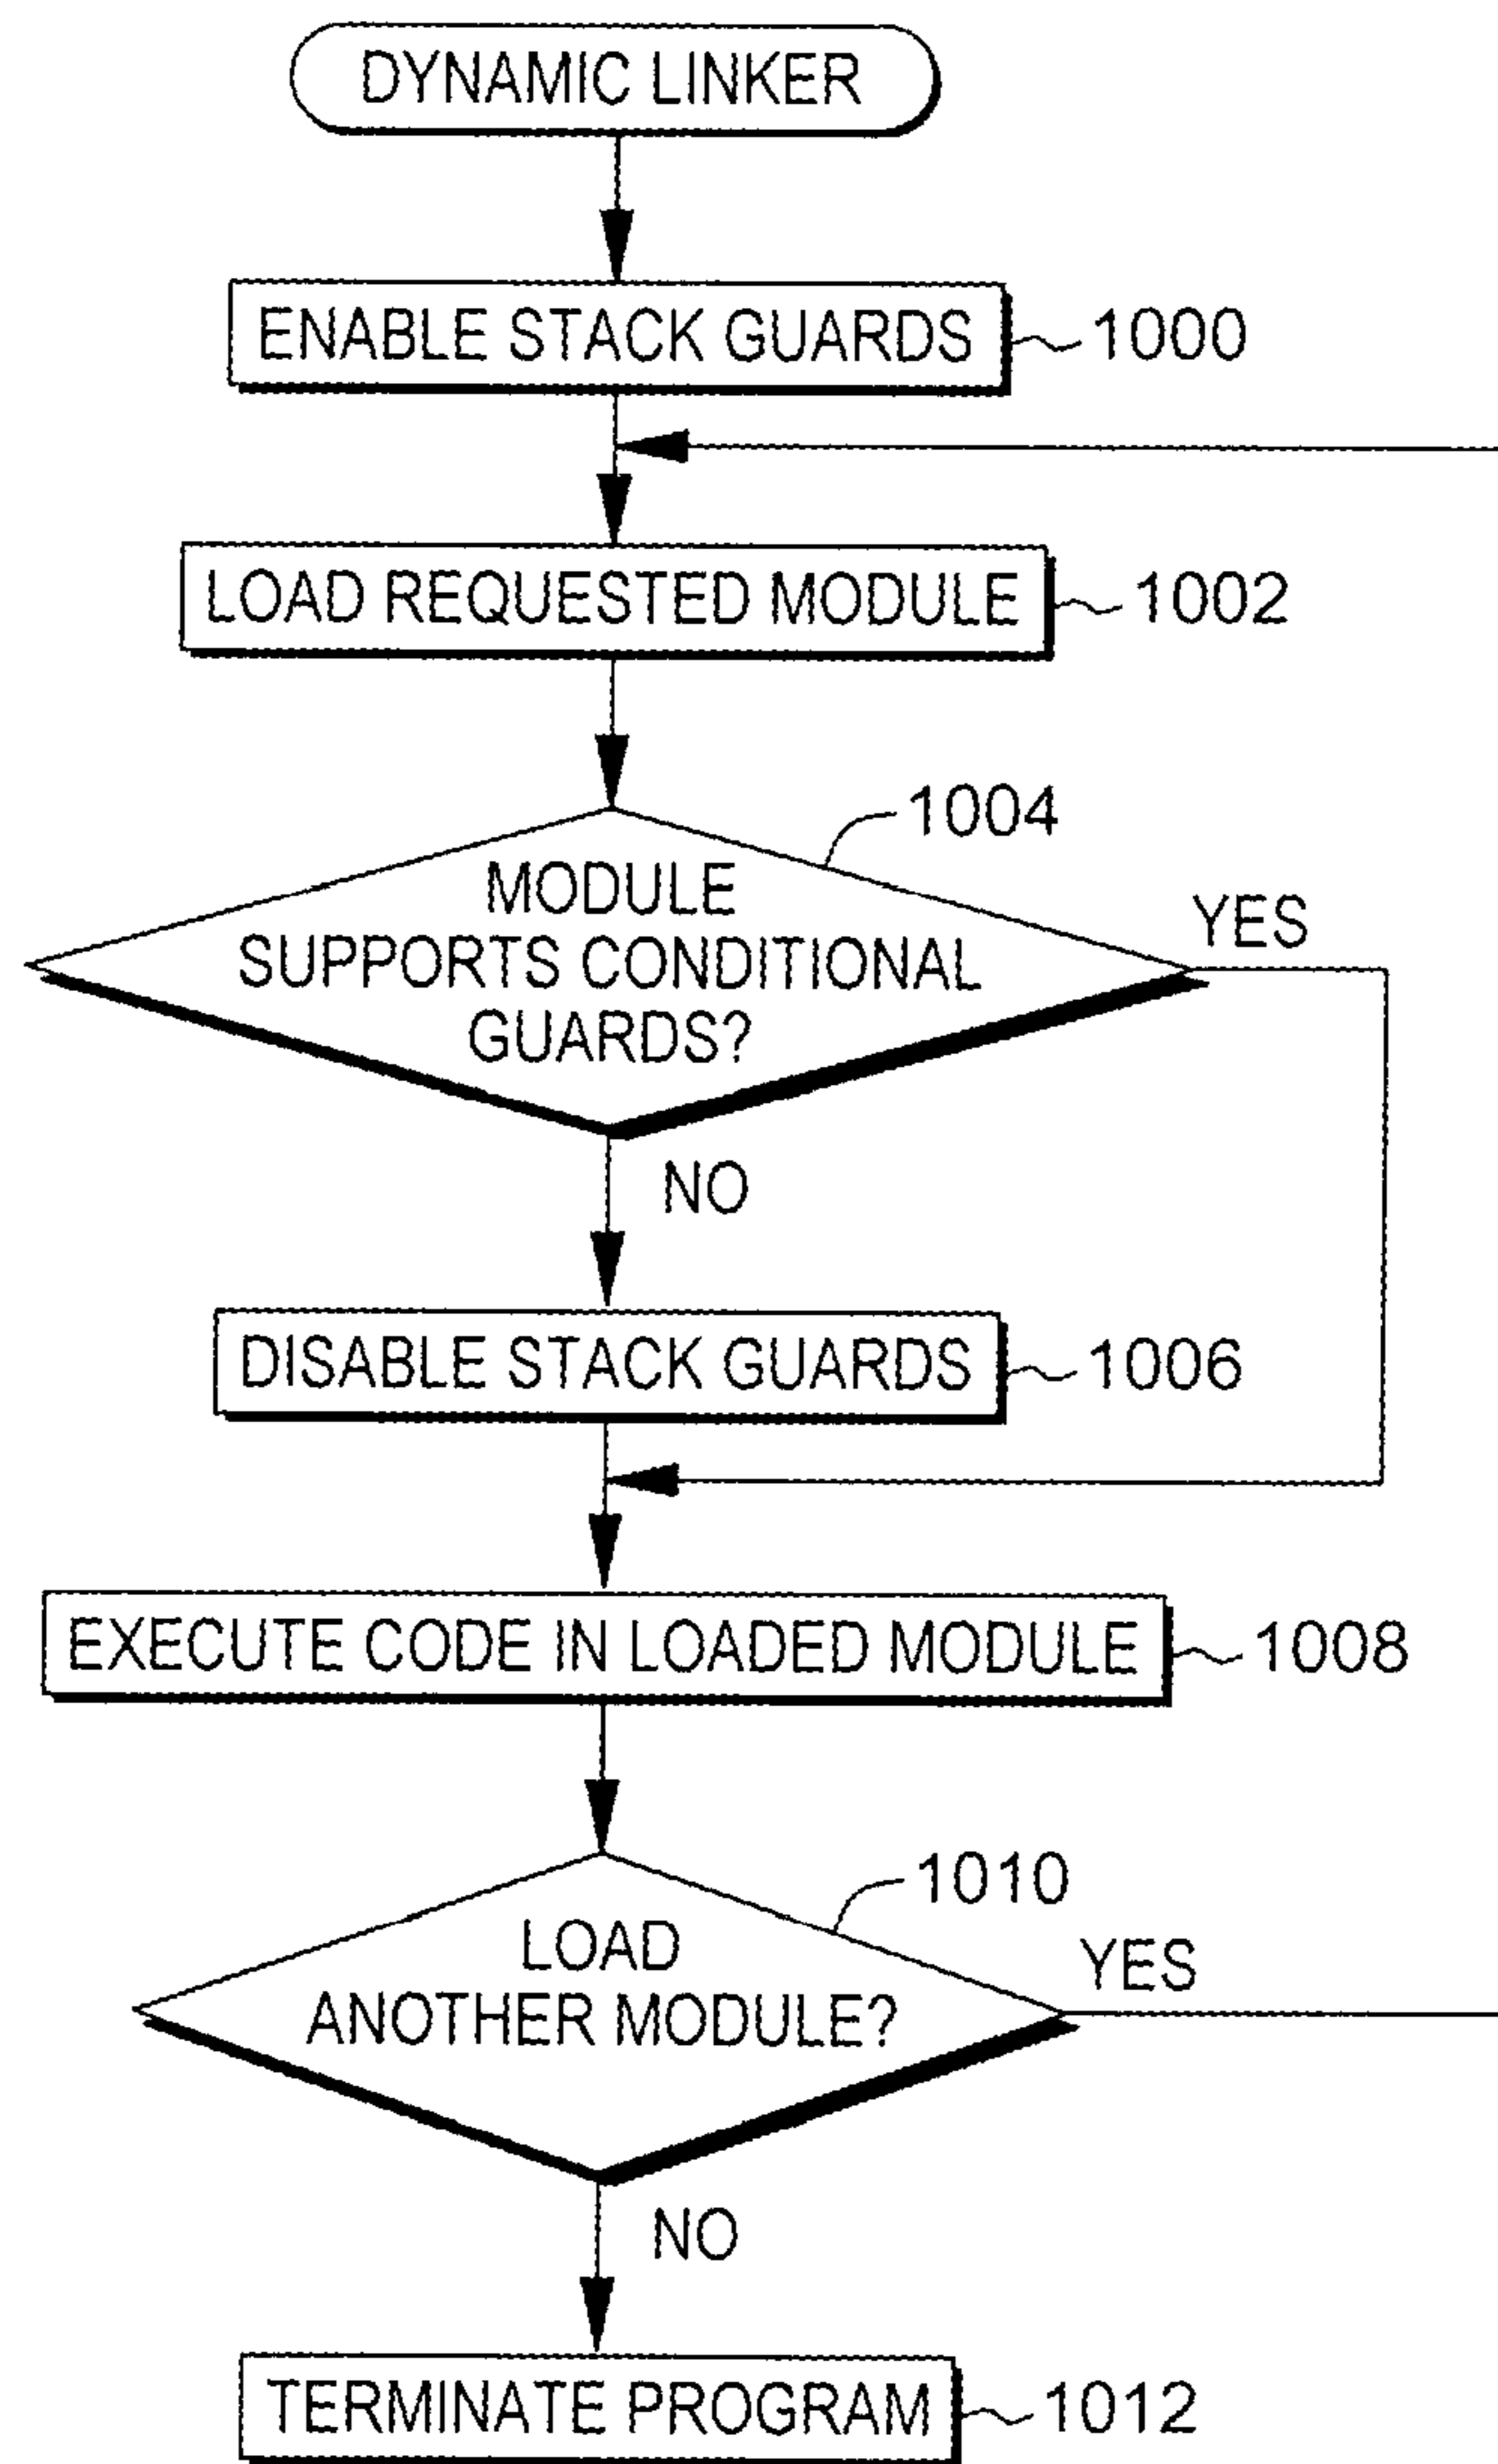 DYNAMIC LINKER
ENABLE STACK GUARDS
1000
LOAD REQUESTED MODULE
1002
1004
MODULE
SUPPORTS CONDITIONAL
GUARDS?
YES
NO
DISABLE STACK GUARDS
1006
EXECUTE CODE IN LOADED MODULE
1008
1010
LOAD
ANOTHER MODULE?
YES
NO
TERMINATE PROGRAM
1012